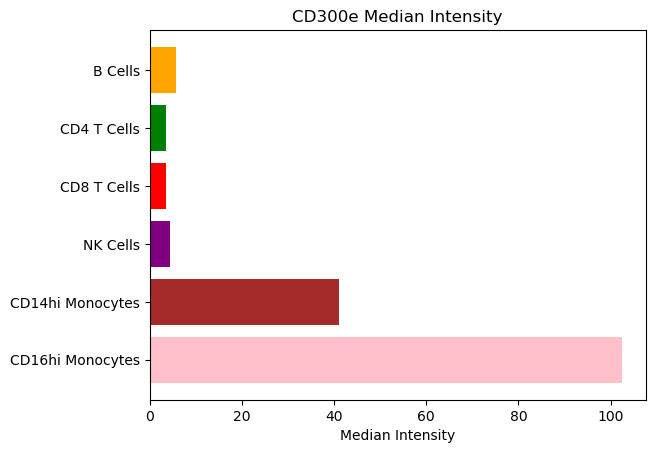 CD300e Median Intensity
B Cells
CD4 T Cells
CD8 T Cells
NK Cells
CD14hi Monocytes
CD16hi Monocytes
0 20 40 60 80 100
Median Intensity